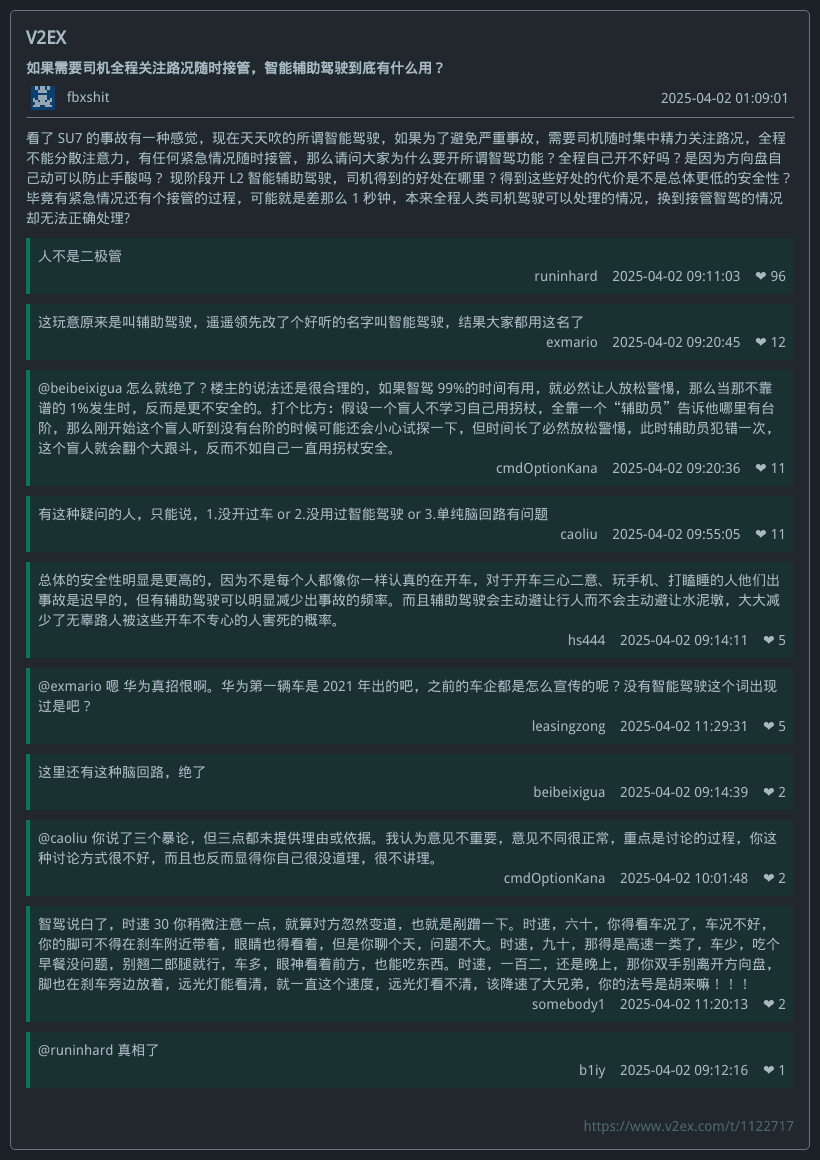 V2EX
如果需要司机全程关注路况随时接管，智能辅助驾驶到底有什么用？
fbxshit 2025-04-02 01:09:01
看了 SU7 的事故有一种感觉，现在天天吹的所谓智能驾驶，如果为了避免严重事故，需要司机随时集中精力关注路况，全程
不能分散注意力，有任何紧急情况随时接管，那么请问大家为什么要开所谓智驾功能？全程自己开不好吗？是因为方向盘自
己动可以防止手酸吗？ 现阶段开 L2 智能辅助驾驶，司机得到的好处在哪里？得到这些好处的代价是不是总体更低的安全性？
毕竟有紧急情况还有个接管的过程，可能就是差那么 1 秒钟，本来全程人类司机驾驶可以处理的情况，换到接管智驾的情况
却无法正确处理?
人不是二极管
runinhard 2025-04-02 09:11:03 ❤ 96
这玩意原来是叫辅助驾驶，遥遥领先改了个好听的名字叫智能驾驶，结果大家都用这名了
exmario 2025-04-02 09:20:45 ❤ 12
@beibeixigua 怎么就绝了？楼主的说法还是很合理的，如果智驾 99%的时间有用，就必然让人放松警惕，那么当那不靠
谱的 1%发生时，反而是更不安全的。打个比方：假设一个盲人不学习自己用拐杖，全靠一个“辅助员”告诉他哪里有台
阶，那么刚开始这个盲人听到没有台阶的时候可能还会小心试探一下，但时间长了必然放松警惕，此时辅助员犯错一次，
这个盲人就会翻个大跟斗，反而不如自己一直用拐杖安全。
cmdOptionKana 2025-04-02 09:20:36 ❤ 11
有这种疑问的人，只能说，1.没开过车 or 2.没用过智能驾驶 or 3.单纯脑回路有问题
caoliu 2025-04-02 09:55:05 ❤ 11
总体的安全性明显是更高的，因为不是每个人都像你一样认真的在开车，对于开车三心二意、玩手机、打瞌睡的人他们出
事故是迟早的，但有辅助驾驶可以明显减少出事故的频率。而且辅助驾驶会主动避让行人而不会主动避让水泥墩，大大减
少了无辜路人被这些开车不专心的人害死的概率。
hs444 2025-04-02 09:14:11 ❤ 5
@exmario 嗯 华为真招恨啊。华为第一辆车是 2021 年出的吧，之前的车企都是怎么宣传的呢？没有智能驾驶这个词出现
过是吧？
leasingzong 2025-04-02 11:29:31 ❤ 5
这里还有这种脑回路，绝了
beibeixigua 2025-04-02 09:14:39 ❤ 2
@caoliu 你说了三个暴论，但三点都未提供理由或依据。我认为意见不重要，意见不同很正常，重点是讨论的过程，你这
种讨论方式很不好，而且也反而显得你自己很没道理，很不讲理。
cmdOptionKana 2025-04-02 10:01:48 ❤ 2
智驾说白了，时速 30 你稍微注意一点，就算对方忽然变道，也就是剐蹭一下。时速，六十，你得看车况了，车况不好，
你的脚可不得在刹车附近带着，眼睛也得看着，但是你聊个天，问题不大。时速，九十，那得是高速一类了，车少，吃个
早餐没问题，别翘二郎腿就行，车多，眼神看着前方，也能吃东西。时速，一百二，还是晚上，那你双手别离开方向盘，
脚也在刹车旁边放着，远光灯能看清，就一直这个速度，远光灯看不清，该降速了大兄弟，你的法号是胡来嘛！！！
somebody1 2025-04-02 11:20:13 ❤ 2
@runinhard 真相了
b1iy 2025-04-02 09:12:16 ❤ 1
https://www.v2ex.com/t/1122717